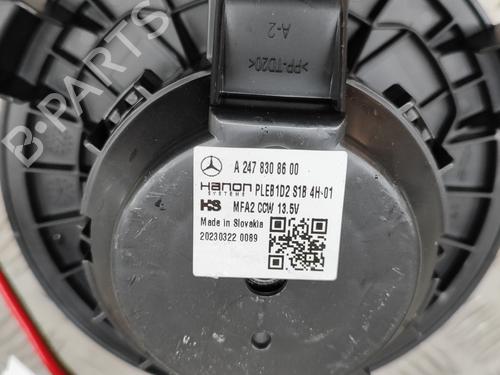 A-2
>PP-TD20<
A 247 830 86 00
Hanon PLEB1D2 S1B 4H-01
SYSTEMS
HS MFA2 CCW 13.5V
Made in Slovakia
20230322 0089
B-PARTS